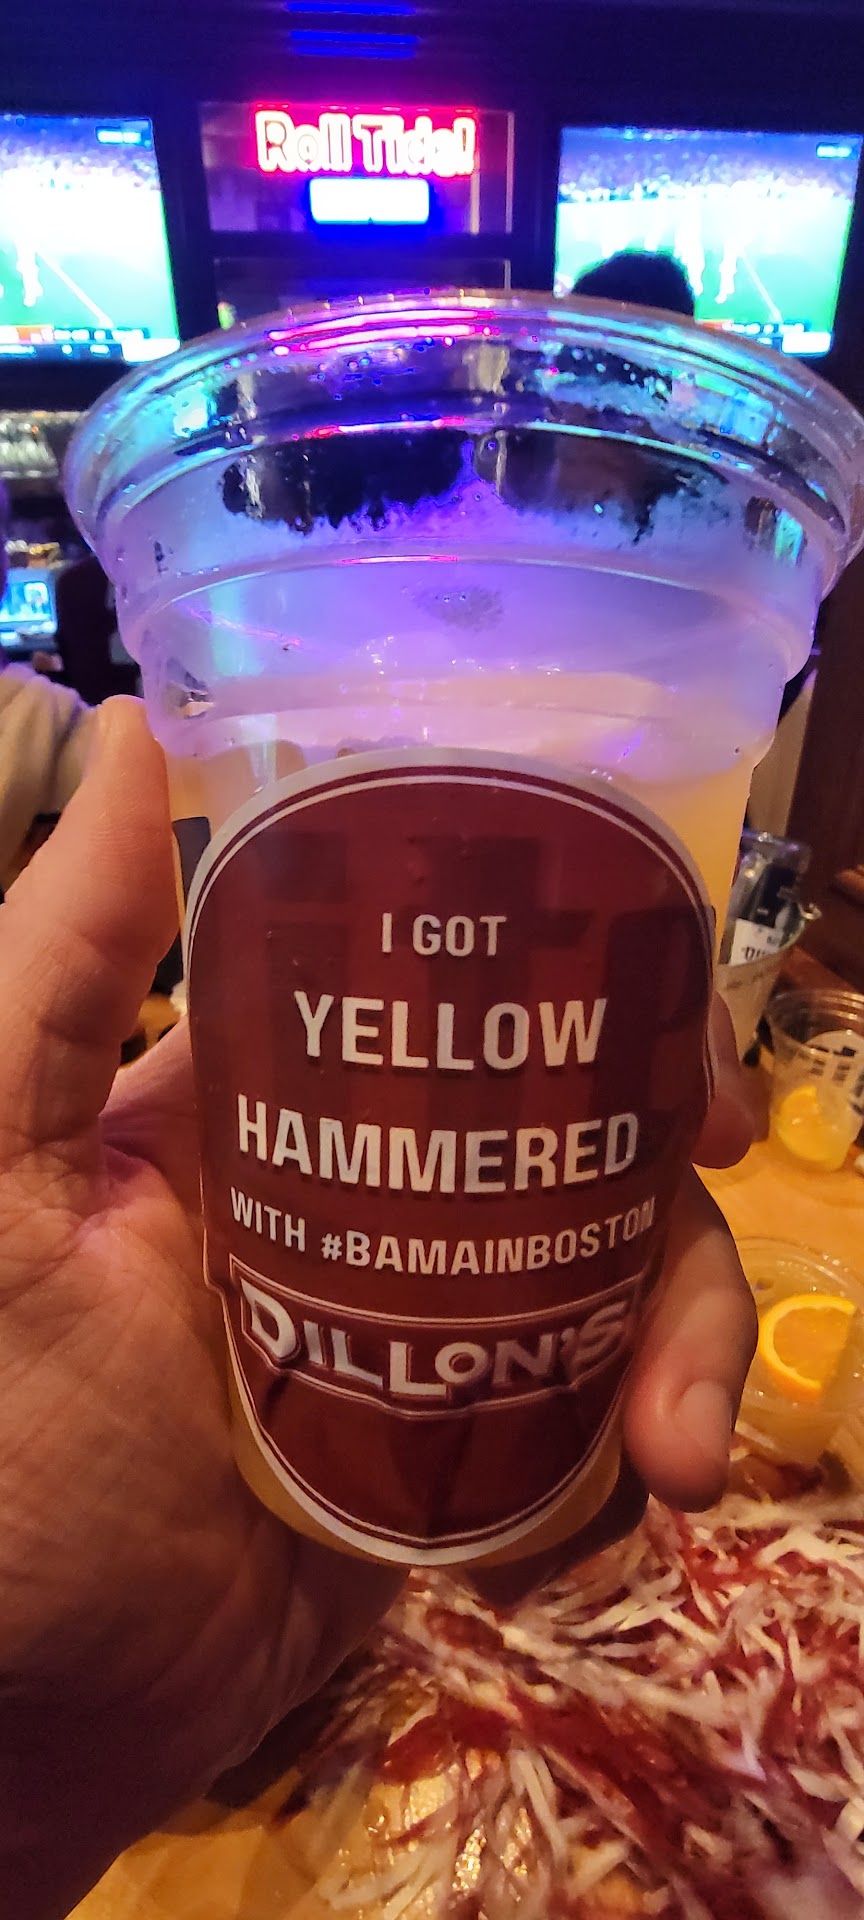 Roll Tide!
I GOT
YELLOW
HAMMERED
WITH #BAMAINBOSTON
DILLON'S